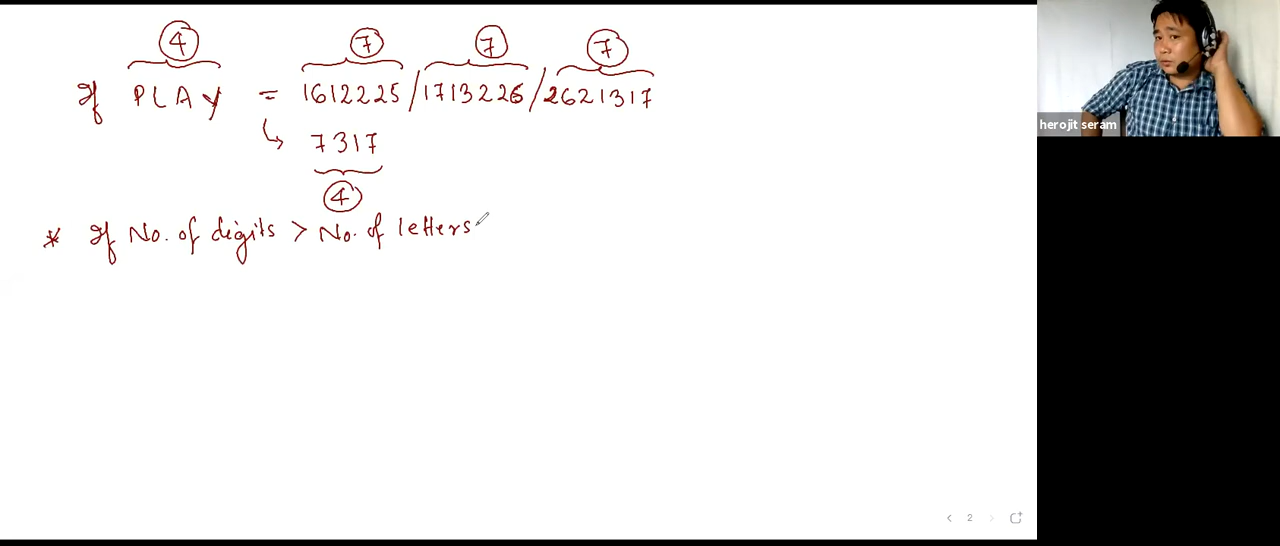 4 7 7 7
If PLAY = 1612225/1713226/2621317
↳ 7317
4
* If No. of digits > No. of letters
herojit seram
2